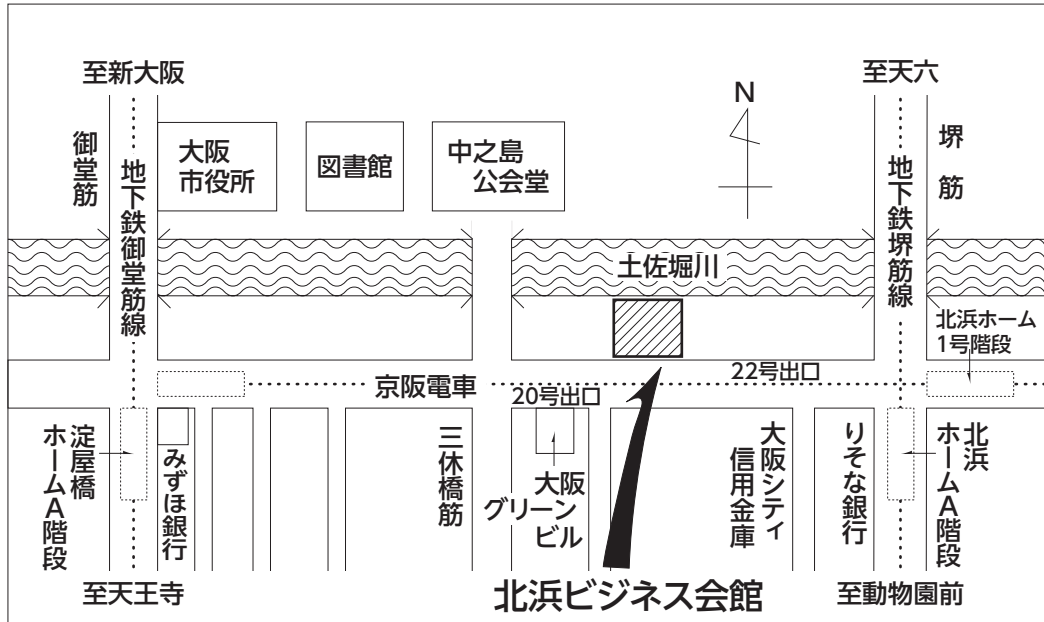 至新大阪
至天六
N
御堂筋
地下鉄御堂筋線
大阪
市役所
図書館
中之島
公会堂
地下鉄堺筋線
堺筋
土佐堀川
北浜ホーム
1号階段
22号出口
京阪電車
20号出口
淀屋橋
ホームA階段
みずほ銀行
三休橋筋
大阪
グリーン
ビル
大阪シティ
信用金庫
りそな銀行
北浜
ホームA階段
至天王寺
北浜ビジネス会館
至動物園前